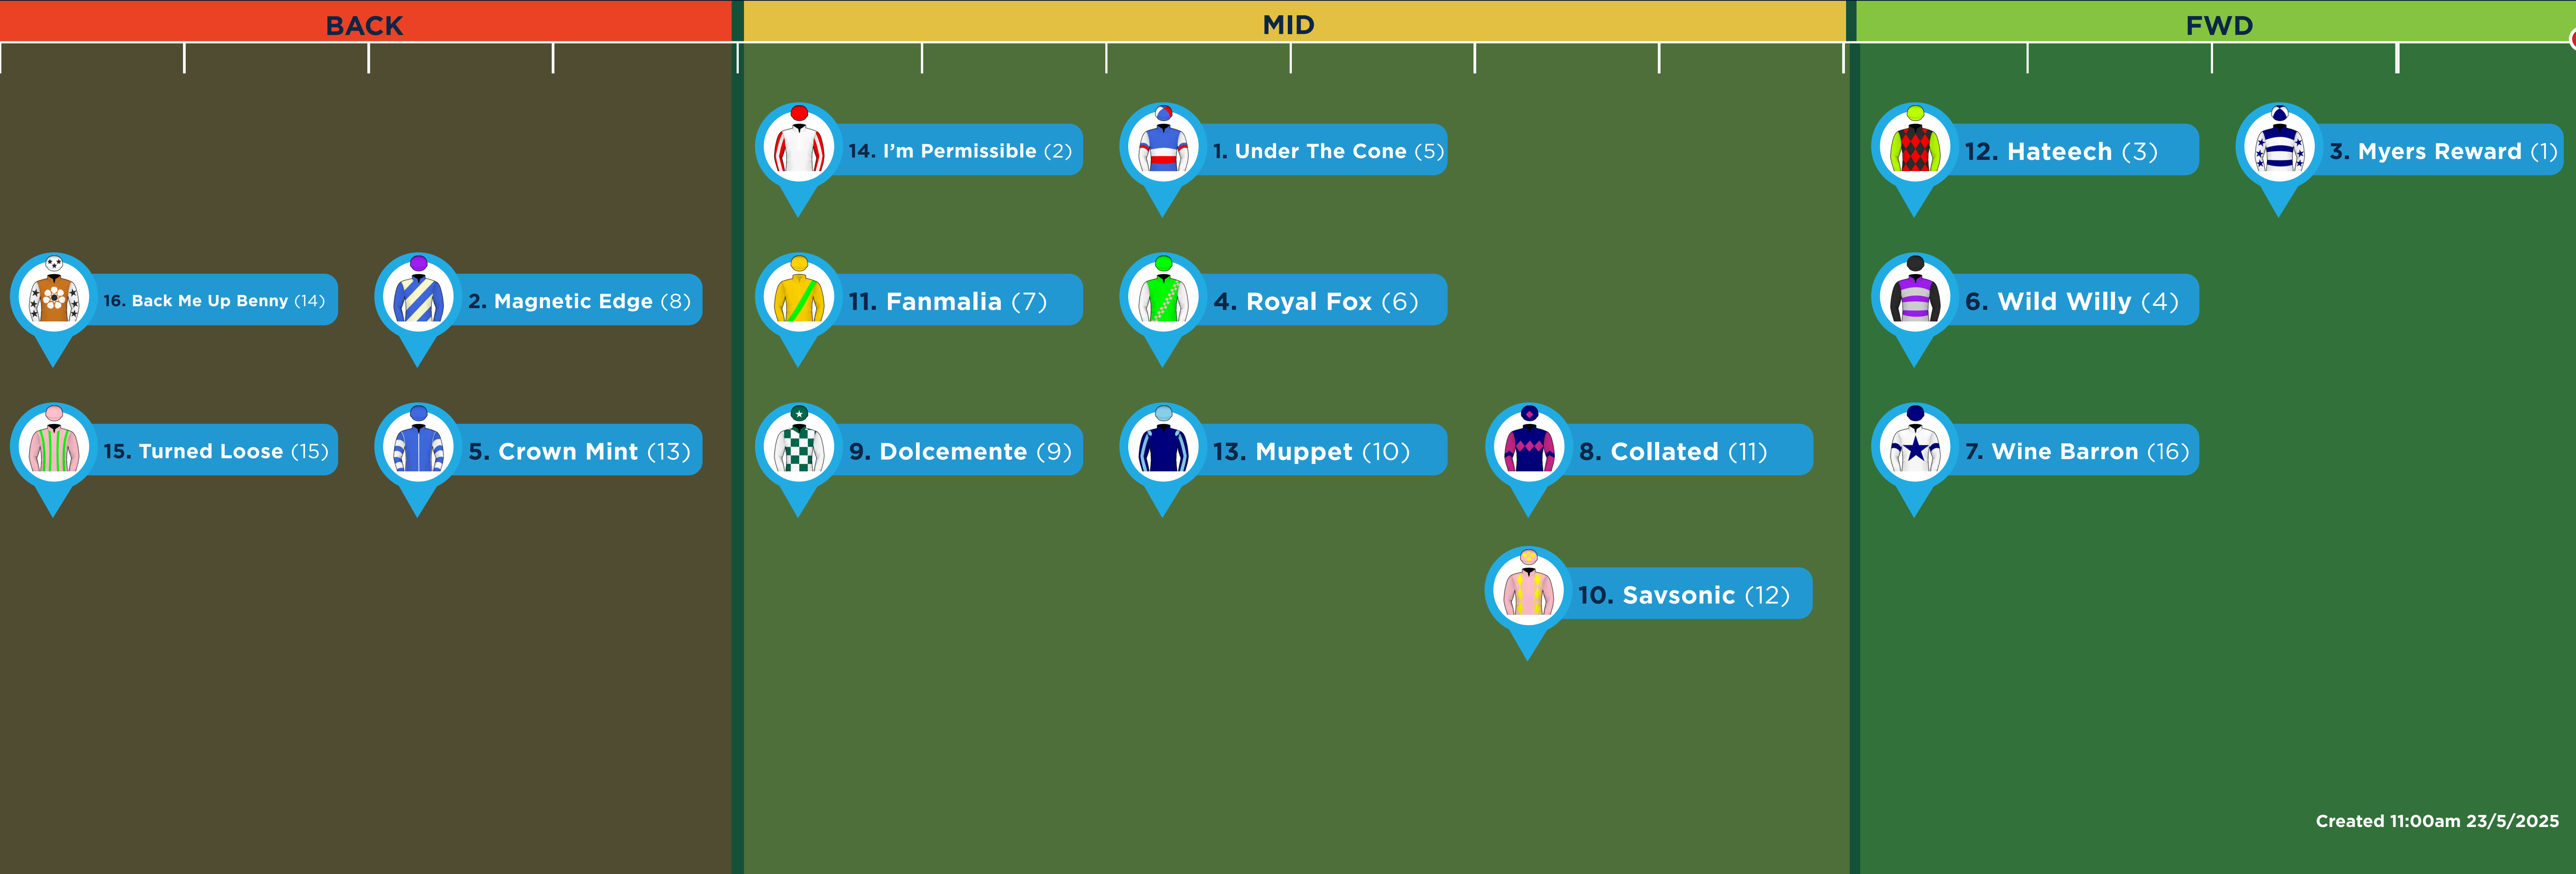 BACK
MID
FWD
14. I'm Permissible (2)
1. Under The Cone (5)
12. Hateech (3)
3. Myers Reward (1)
16. Back Me Up Benny (14)
2. Magnetic Edge (8)
11. Fanmalia (7)
4. Royal Fox (6)
6. Wild Willy (4)
15. Turned Loose (15)
5. Crown Mint (13)
9. Dolcemente (9)
13. Muppet (10)
8. Collated (11)
7. Wine Barron (16)
10. Savsonic (12)
Created 11:00am 23/5/2025